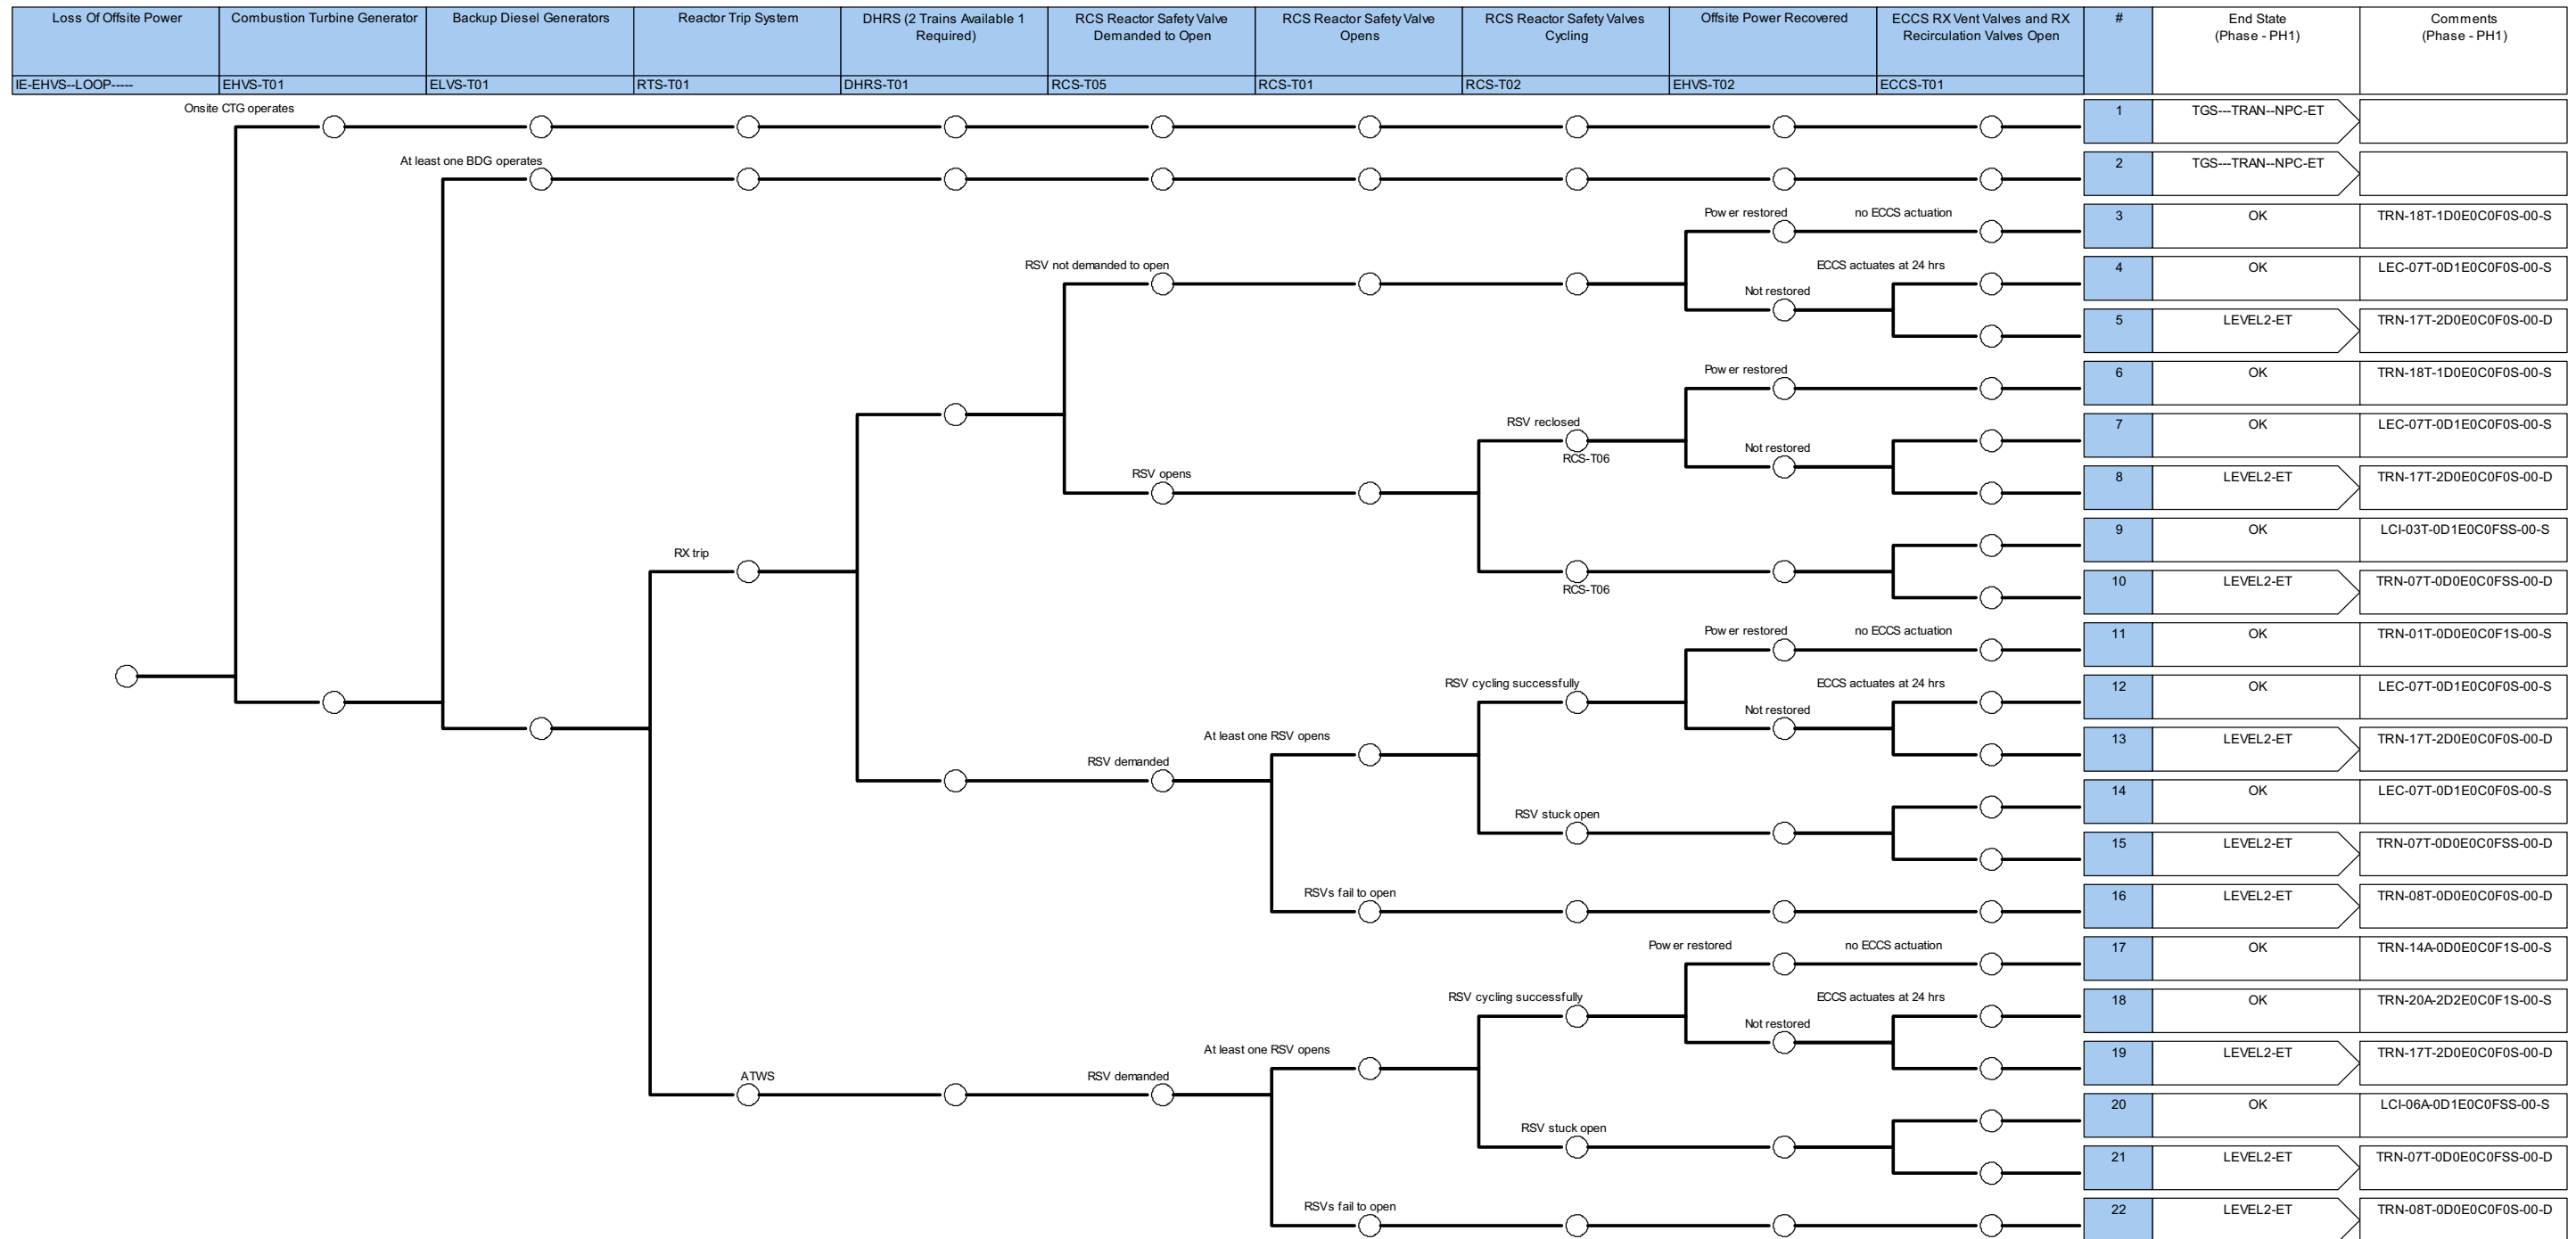 Loss Of Offsite Power
Combustion Turbine Generator
Backup Diesel Generators
Reactor Trip System
DHRS (2 Trains Available 1
Required)
RCS Reactor Safety Valve
Demanded to Open
RCS Reactor Safety Valve
Opens
RCS Reactor Safety Valves
Cycling
Offsite Power Recovered
ECCS RX Vent Valves and RX
Recirculation Valves Open
#
End State
(Phase - PH1)
Comments
(Phase - PH1)
IE-EHVS--LOOP-----
EHVS-T01
ELVS-T01
RTS-T01
DHRS-T01
RCS-T05
RCS-T01
RCS-T02
EHVS-T02
ECCS-T01
Onsite CTG operates
1
TGS---TRAN--NPC-ET
At least one BDG operates
2
TGS---TRAN--NPC-ET
Power restored
no ECCS actuation
3
OK
TRN-18T-1D0E0C0F0S-00-S
RSV not demanded to open
ECCS actuates at 24 hrs
4
OK
LEC-07T-0D1E0C0F0S-00-S
Not restored
5
LEVEL2-ET
TRN-17T-2D0E0C0F0S-00-D
Power restored
6
OK
TRN-18T-1D0E0C0F0S-00-S
RSV reclosed
RCS-T06
7
OK
LEC-07T-0D1E0C0F0S-00-S
Not restored
RSV opens
8
LEVEL2-ET
TRN-17T-2D0E0C0F0S-00-D
9
OK
LCI-03T-0D1E0C0FSS-00-S
RX trip
RCS-T06
10
LEVEL2-ET
TRN-07T-0D0E0C0FSS-00-D
Power restored
no ECCS actuation
11
OK
TRN-01T-0D0E0C0F1S-00-S
RSV cycling successfully
ECCS actuates at 24 hrs
12
OK
LEC-07T-0D1E0C0F0S-00-S
Not restored
At least one RSV opens
13
LEVEL2-ET
TRN-17T-2D0E0C0F0S-00-D
RSV demanded
14
OK
LEC-07T-0D1E0C0F0S-00-S
RSV stuck open
15
LEVEL2-ET
TRN-07T-0D0E0C0FSS-00-D
RSVs fail to open
16
LEVEL2-ET
TRN-08T-0D0E0C0F0S-00-D
Power restored
no ECCS actuation
17
OK
TRN-14A-0D0E0C0F1S-00-S
RSV cycling successfully
ECCS actuates at 24 hrs
18
OK
TRN-20A-2D2E0C0F1S-00-S
Not restored
At least one RSV opens
19
LEVEL2-ET
TRN-17T-2D0E0C0F0S-00-D
ATWS
RSV demanded
20
OK
LCI-06A-0D1E0C0FSS-00-S
RSV stuck open
21
LEVEL2-ET
TRN-07T-0D0E0C0FSS-00-D
RSVs fail to open
22
LEVEL2-ET
TRN-08T-0D0E0C0F0S-00-D